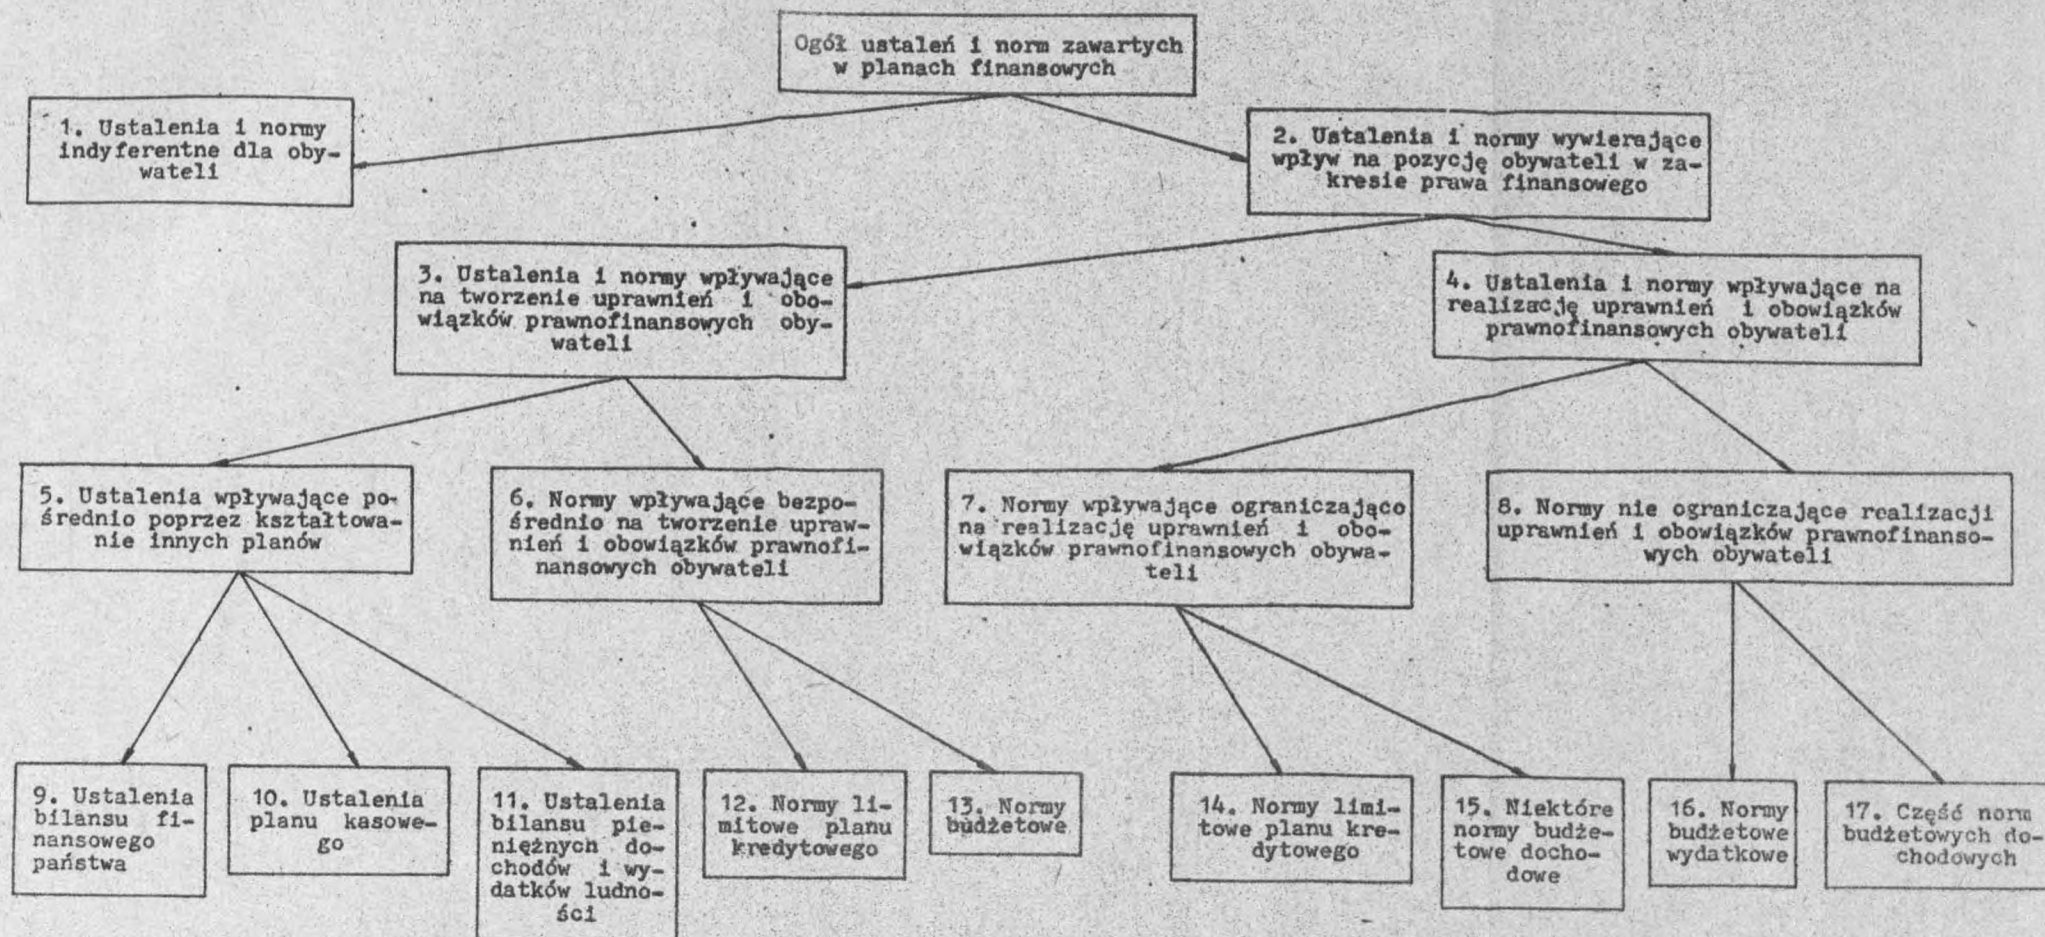 Ogół ustaleń i norm zawartych
w planach finansowych
1. Ustalenia i normy
indyferentne dla oby-
wateli
2. Ustalenia i normy wywierające
wpływ na pozycję obywateli w za-
kresie prawa finansowego
3. Ustalenia i normy wpływające
na tworzenie uprawnień i obo-
wiązków prawnofinansowych oby-
wateli
4. Ustalenia i normy wpływające na
realizację uprawnień i obowiązków
prawnofinansowych obywateli
5. Ustalenia wpływające po-
średnio poprzez kształtowa-
nie innych planów
6. Normy wpływające bezpo-
średnio na tworzenie upraw-
nień i obowiązków prawnofi-
nansowych obywateli
7. Normy wpływające ograniczająco
na realizację uprawnień i obo-
wiązków prawnofinansowych obywa-
teli
8. Normy nie ograniczające realizacji
uprawnień i obowiązków prawnofinanso-
wych obywateli
9. Ustalenia
bilansu fi-
nansowego
państwa
10. Ustalenia
planu kasowe-
go
11. Ustalenia
bilansu pie-
niężnych do-
chodów i wy-
datków ludno-
ści
12. Normy li-
mitowe planu
kredytowego
13. Normy
budżetowe
14. Normy limi-
towe planu kre-
dytowego
15. Niektóre
normy budże-
towe docho-
dowe
16. Normy
budżetowe
wydatkowe
17. Część norm
budżetowych do-
chodowych